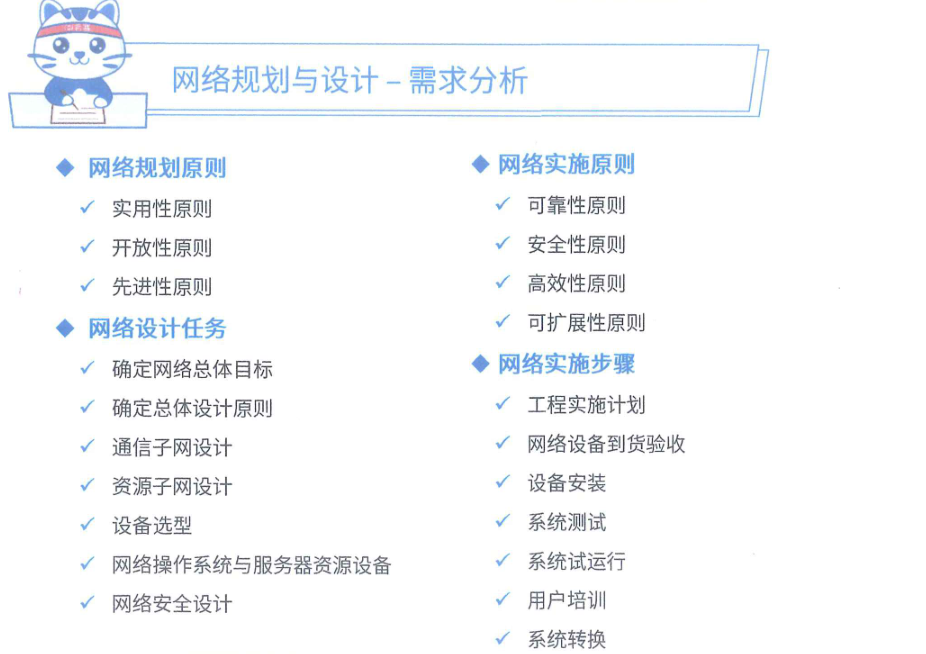 网络规划与设计 – 需求分析
网络规划原则
实用性原则
开放性原则
先进性原则
网络设计任务
确定网络总体目标
确定总体设计原则
通信子网设计
资源子网设计
设备选型
网络操作系统与服务器资源设备
网络安全设计
网络实施原则
可靠性原则
安全性原则
高效性原则
可扩展性原则
网络实施步骤
工程实施计划
网络设备到货验收
设备安装
系统测试
系统试运行
用户培训
系统转换